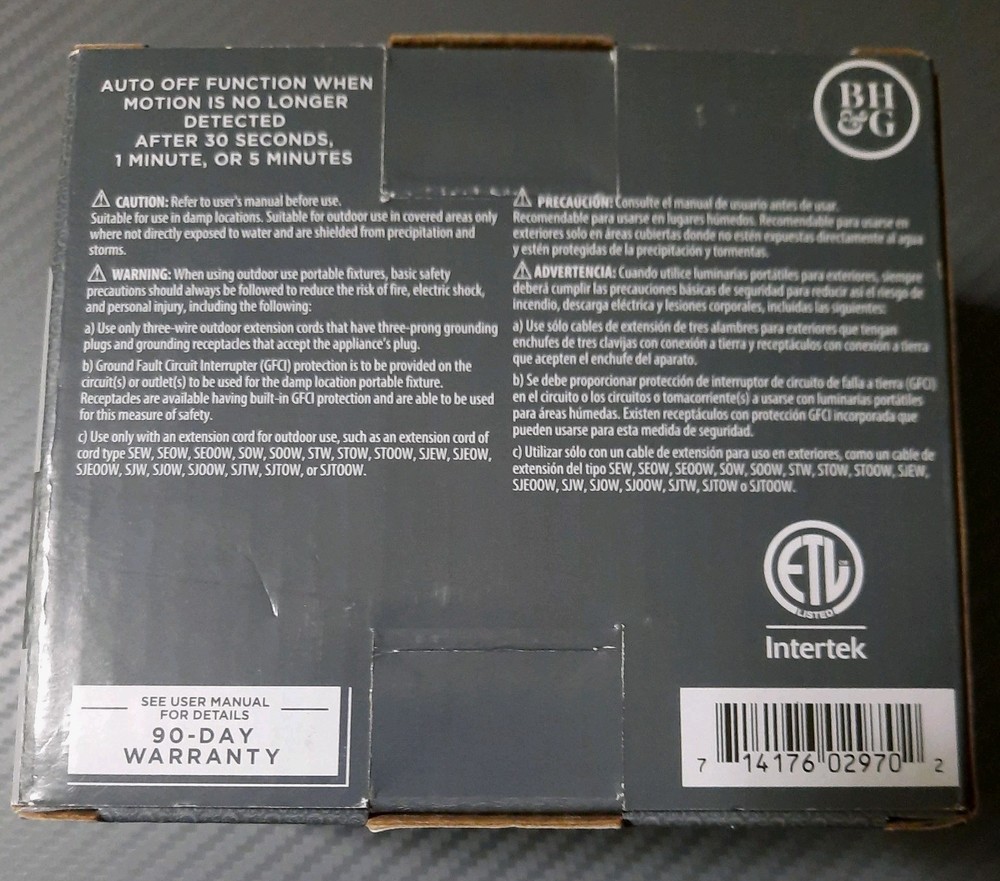 AUTO OFF FUNCTION WHEN
MOTION IS NO LONGER
DETECTED
AFTER 30 SECONDS,
1 MINUTE, OR 5 MINUTES
BH
&G
⚠ CAUTION: Refer to user's manual before use.
Suitable for use in damp locations. Suitable for outdoor use in covered areas only
where not directly exposed to water and are shielded from precipitation and
storms.
⚠ WARNING: When using outdoor use portable fixtures, basic safety
precautions should always be followed to reduce the risk of fire, electric shock,
and personal injury, including the following:
a) Use only three-wire outdoor extension cords that have three-prong grounding
plugs and grounding receptacles that accept the appliance's plug.
b) Ground Fault Circuit Interrupter (GFCI) protection is to be provided on the
circuit(s) or outlet(s) to be used for the damp location portable fixture.
Receptacles are available having built-in GFCI protection and are able to be used
for this measure of safety.
c) Use only with an extension cord for outdoor use, such as an extension cord of
cord type SEW, SEOW, SEOOW, SOW, SOOW, STW, STOW, STOOW, SJEW, SJEOW,
SJEOOW, SJW, SJOW, SJOOW, SJTW, SJTOW, or SJTOOW.
⚠ PRECAUCIÓN: Consulte el manual de usuario antes de usar.
Recomendable para usarse en lugares húmedos. Recomendable para usarse en
exteriores solo en áreas cubiertas donde no estén expuestas directamente al agua
y estén protegidas de la precipitación y tormentas.
⚠ ADVERTENCIA: Cuando utilice luminarias portátiles para exteriores, siempre
deberá cumplir las precauciones básicas de seguridad para reducir así el riesgo de
incendio, descarga eléctrica y lesiones corporales, incluidas las siguientes:
a) Use sólo cables de extensión de tres alambres para exteriores que tengan
enchufes de tres clavijas con conexión a tierra y receptáculos con conexión a tierra
que acepten el enchufe del aparato.
b) Se debe proporcionar protección de interruptor de circuito de falla a tierra (GFCI)
en el circuito o los circuitos o tomacorriente(s) a usarse con luminarias portátiles
para áreas húmedas. Existen receptáculos con protección GFCI incorporada que
pueden usarse para esta medida de seguridad.
c) Utilizar sólo con un cable de extensión para uso en exteriores, como un cable de
extensión del tipo SEW, SEOW, SEOOW, SOW, SOOW, STW, STOW, STOOW, SJEW,
SJEOOW, SJW, SJOW, SJOOW, SJTW, SJTOW o SJTOOW.
ETL
LISTED
Intertek
SEE USER MANUAL
FOR DETAILS
90-DAY
WARRANTY
7 14176 02970 2